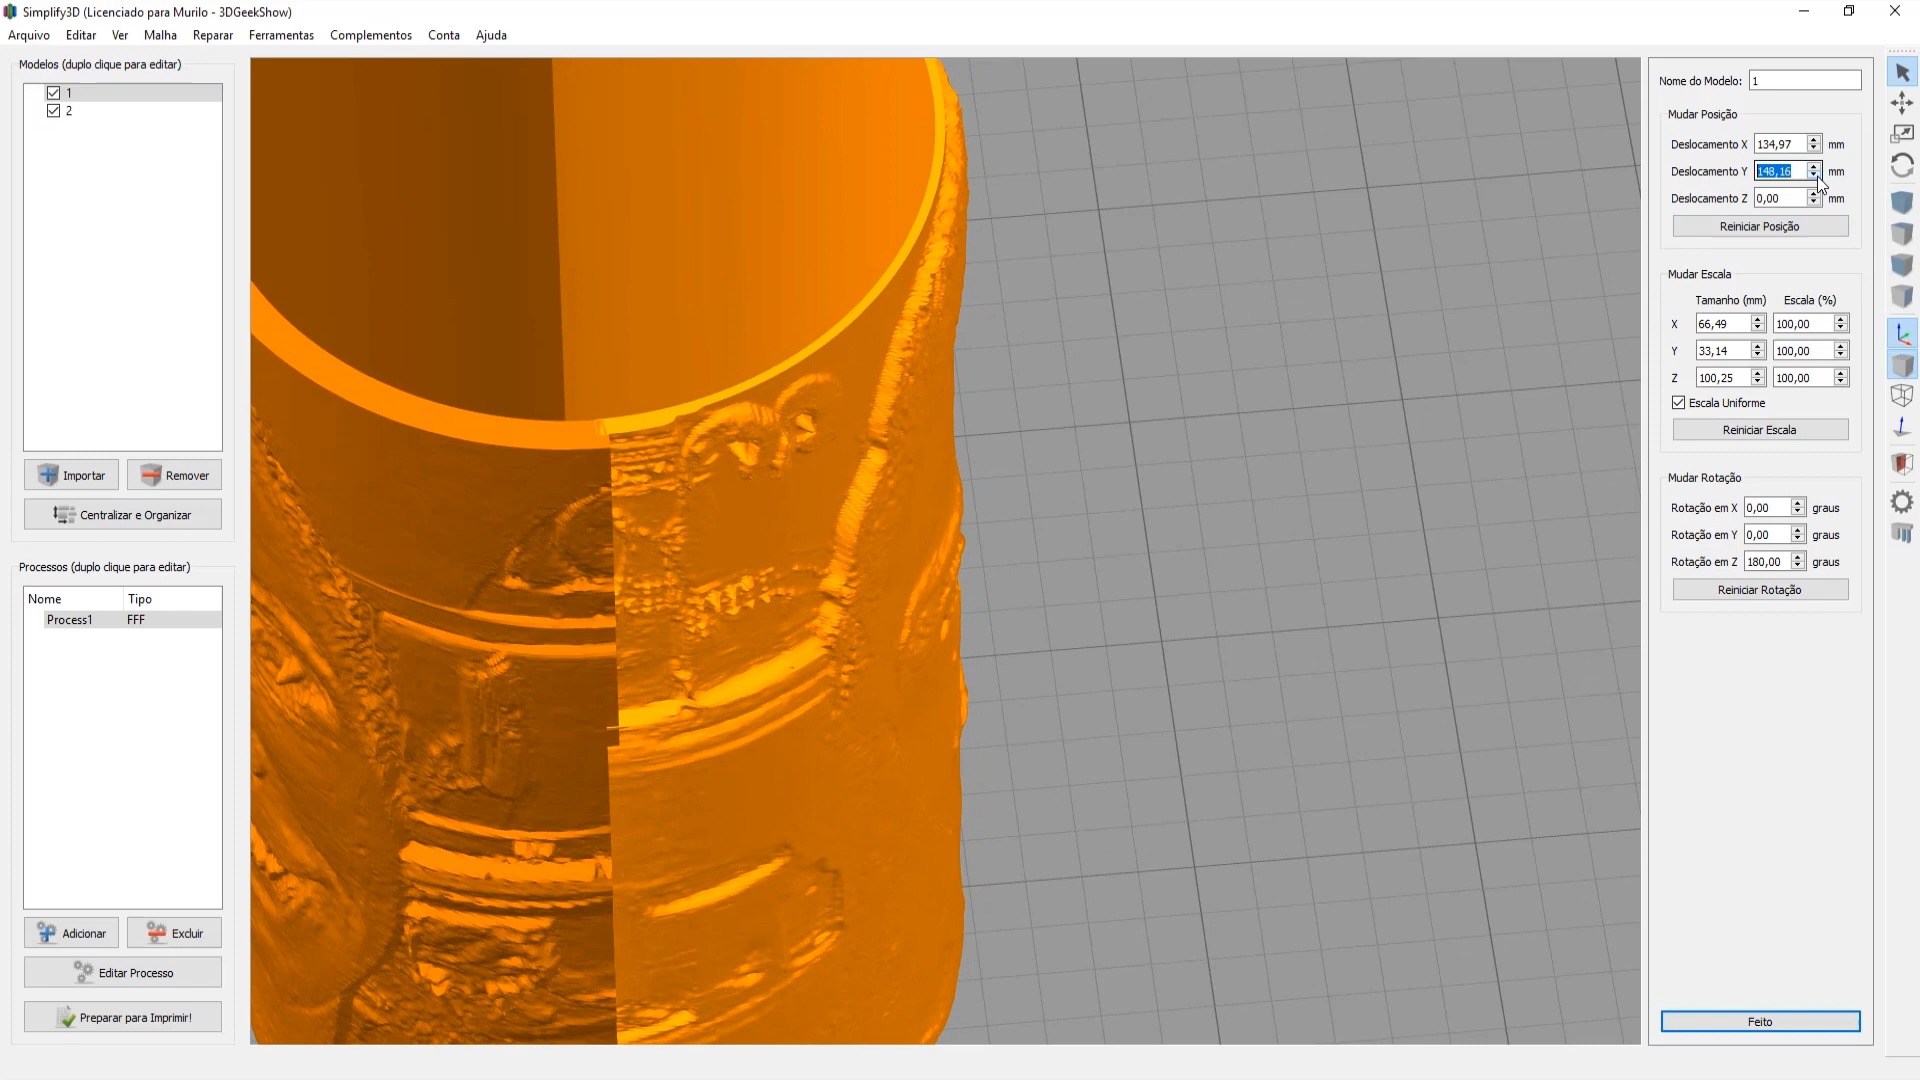 Simplify3D (Licenciado para Murilo - 3DGeekShow)
Arquivo Editar Ver Malha Reparar Ferramentas Complementos Conta Ajuda
Modelos (duplo clique para editar)
1
2
Importar Remover
Centralizar e Organizar
Processos (duplo clique para editar)
Nome Tipo
Process1 FFF
Adicionar Excluir
Editar Processo
Preparar para Imprimir!
Nome do Modelo: 1
Mudar Posição
Deslocamento X 134,97 mm
Deslocamento Y 148,16 mm
Deslocamento Z 0,00 mm
Reiniciar Posição
Mudar Escala
Tamanho (mm) Escala (%)
X 66,49 100,00
Y 33,14 100,00
Z 100,25 100,00
Escala Uniforme
Reiniciar Escala
Mudar Rotação
Rotação em X 0,00 graus
Rotação em Y 0,00 graus
Rotação em Z 180,00 graus
Reiniciar Rotação
Feito